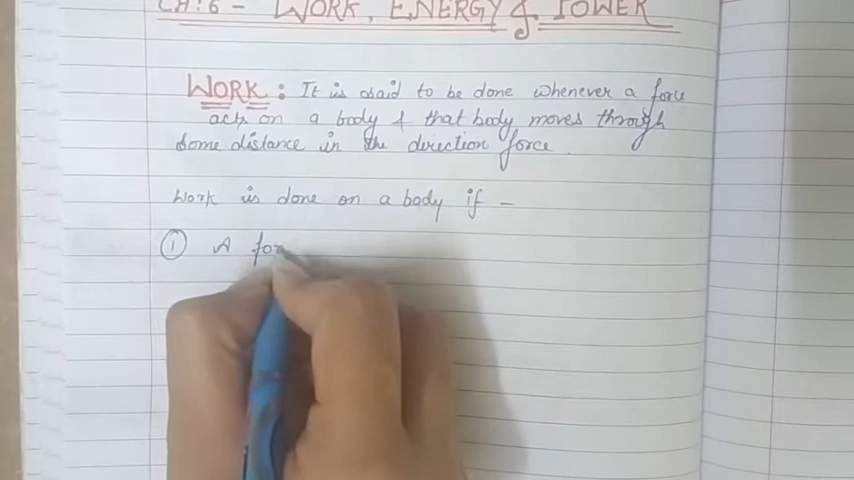 CH:6 - WORK, ENERGY & POWER
WORK : It is said to be done whenever a force
acts on a body & that body moves through
some distance in the direction force.
Work is done on a body if -
① A for